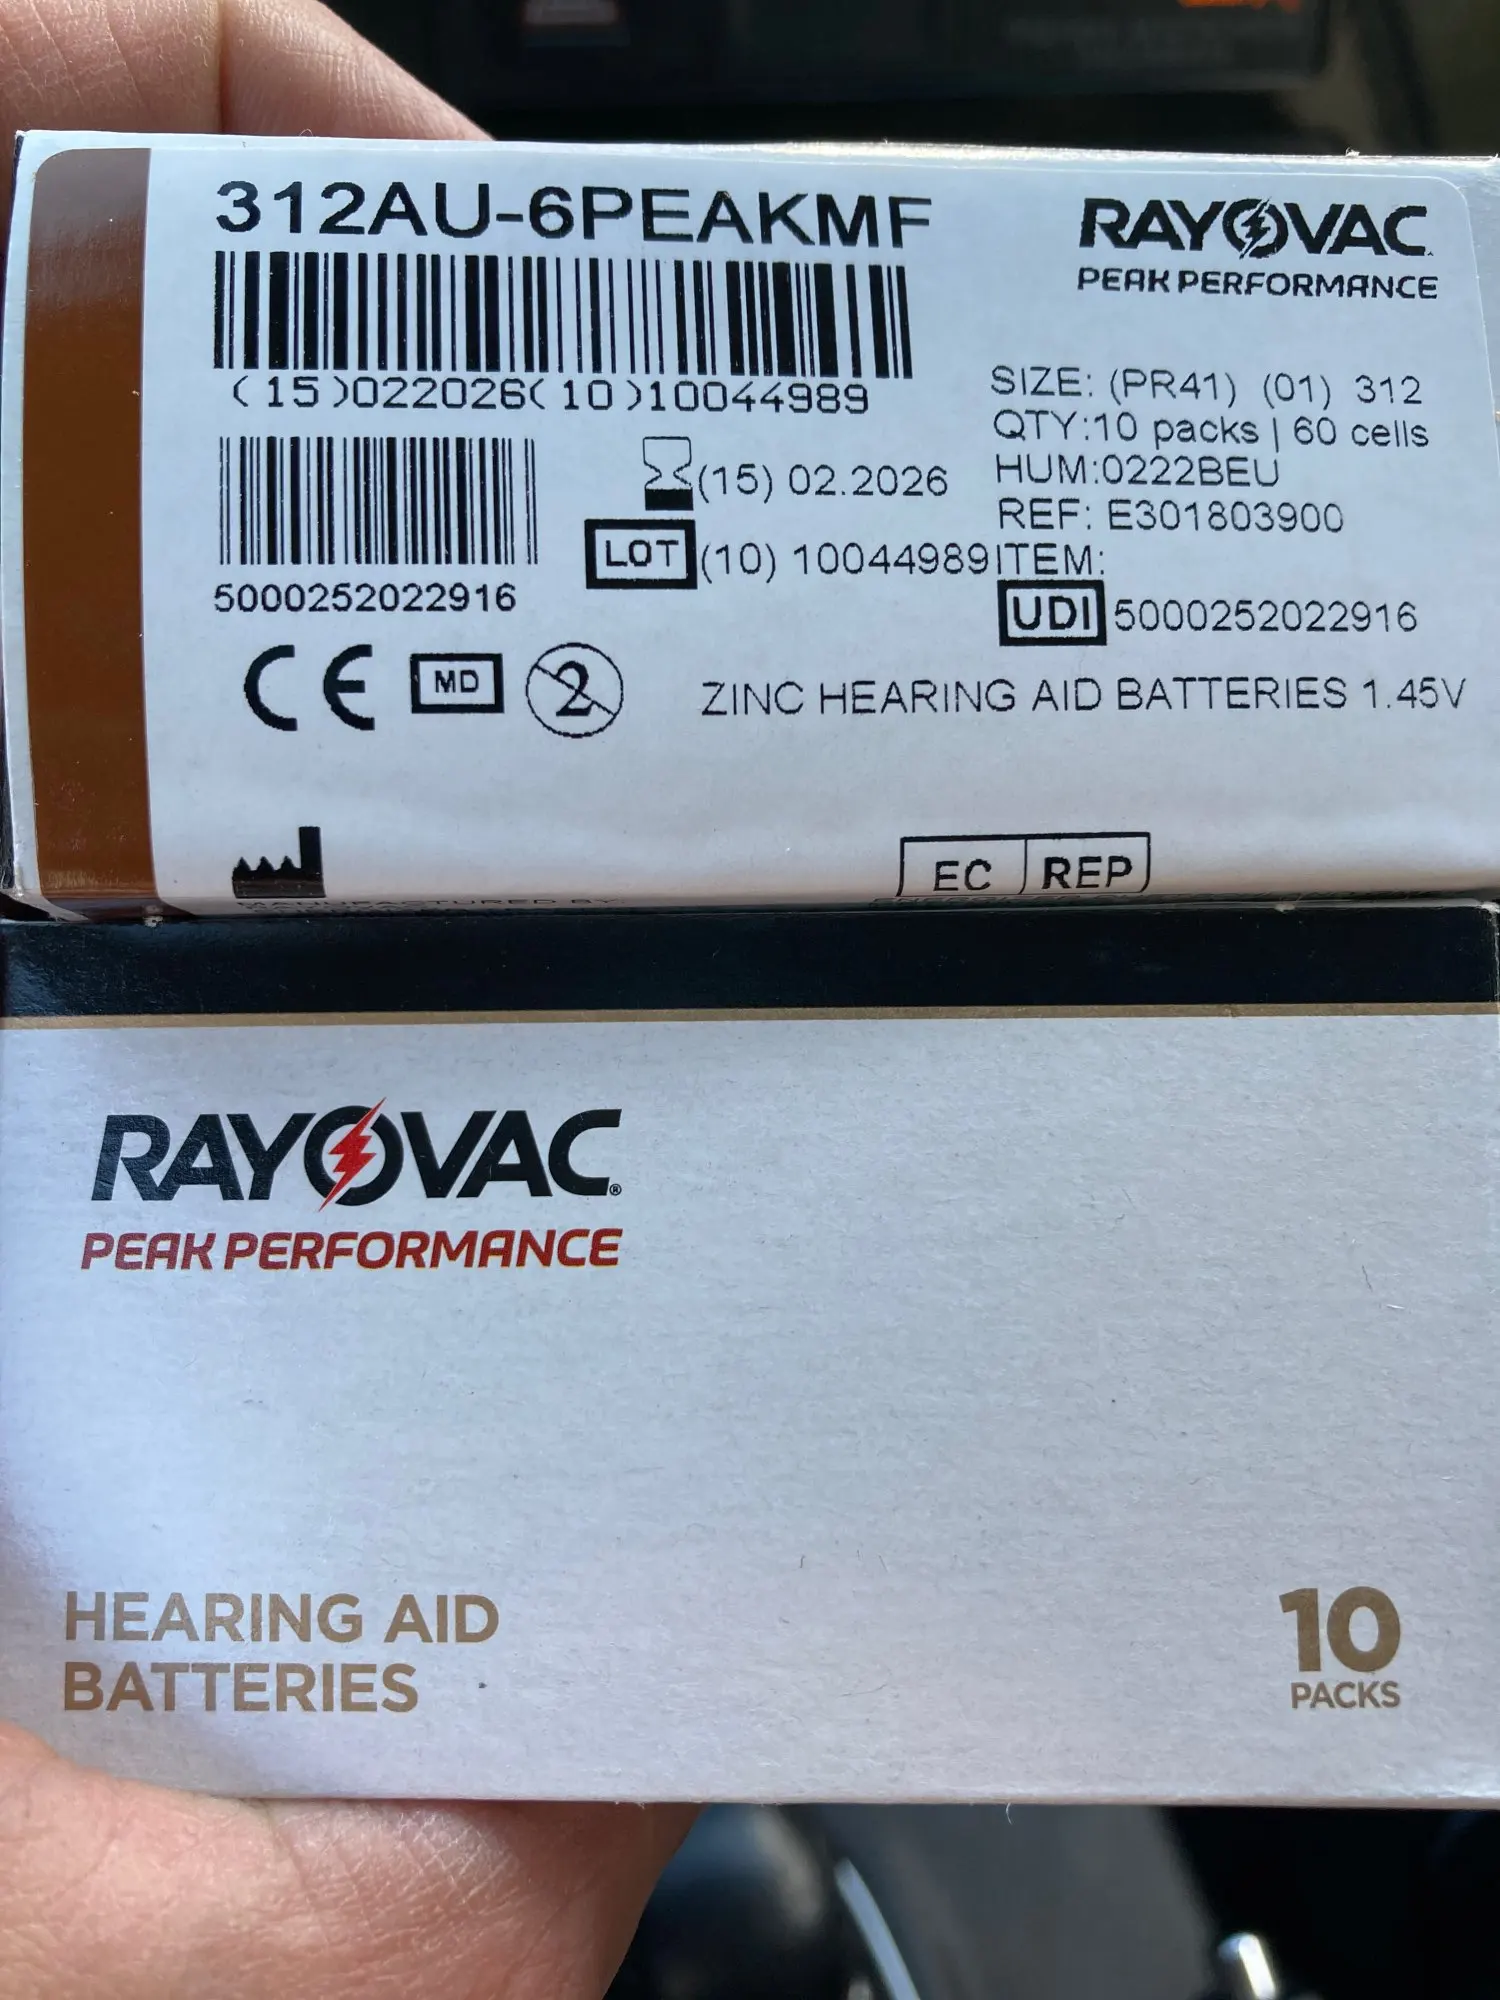 312AU-6PEAKMF
RAYOVAC
PEAK PERFORMANCE
(15)022026(10)10044989
SIZE: (PR41) (01) 312
QTY:10 packs | 60 cells
HUM:0222BEU
REF: E301803900
(15) 02.2026
LOT (10) 10044989
ITEM:
UDI 5000252022916
5000252022916
CE MD 2
ZINC HEARING AID BATTERIES 1.45V
EC REP
MANUFACTURED BY
RAYOVAC®
PEAK PERFORMANCE
HEARING AID
BATTERIES
10
PACKS